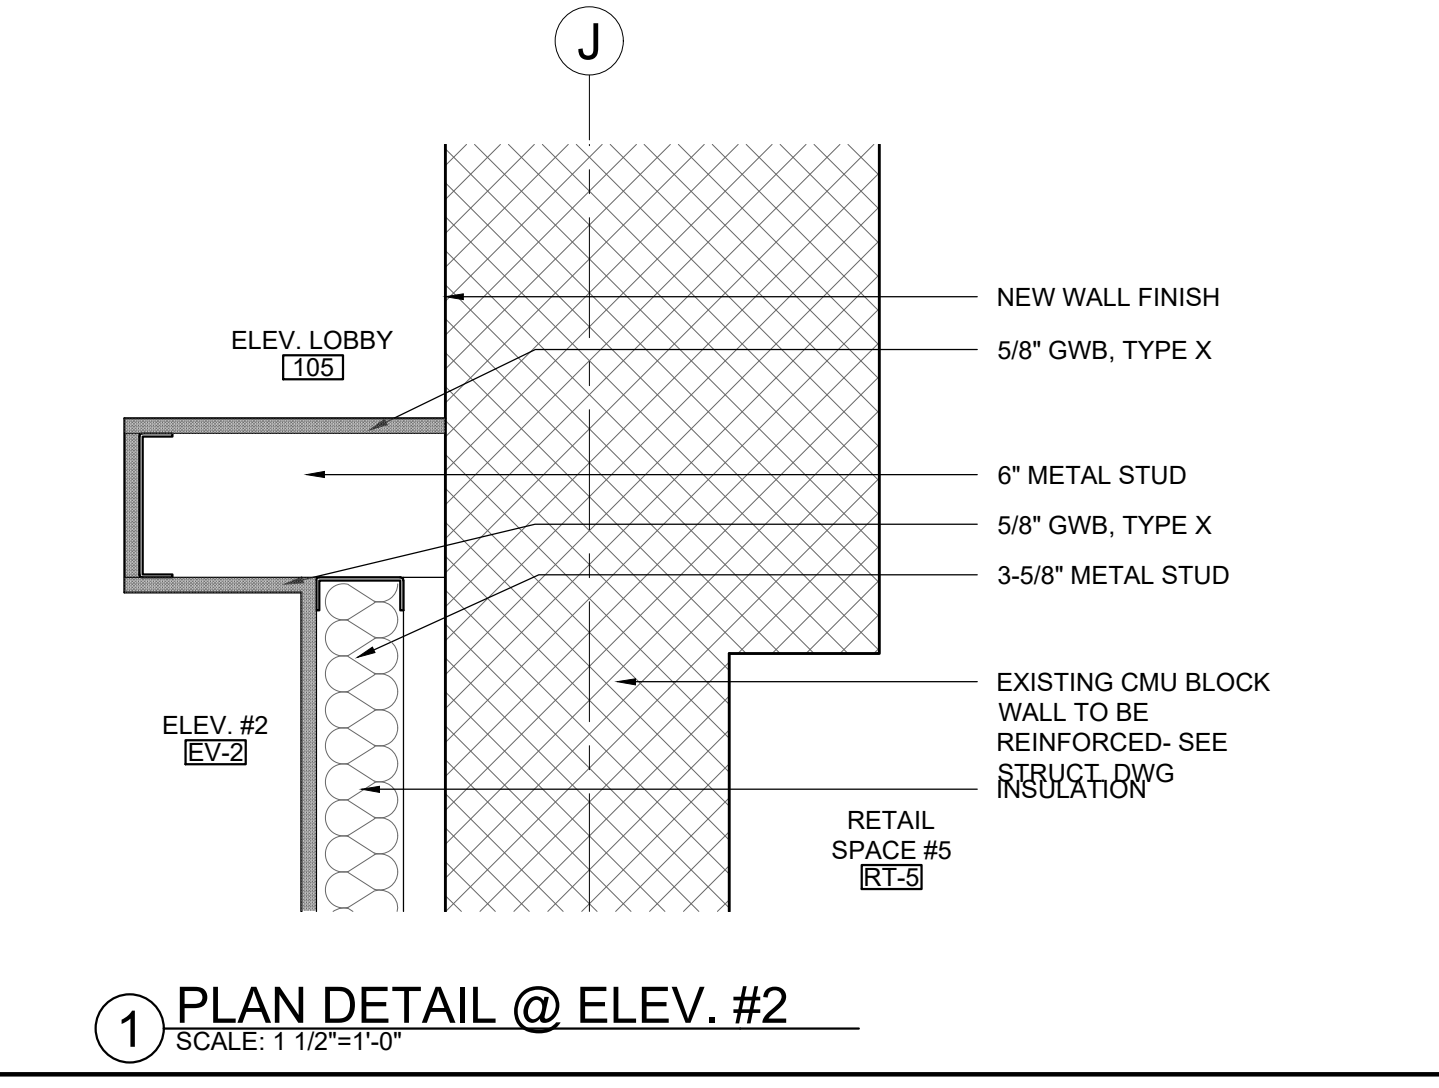 J
NEW WALL FINISH
ELEV. LOBBY
105
5/8" GWB, TYPE X
6" METAL STUD
5/8" GWB, TYPE X
3-5/8" METAL STUD
EXISTING CMU BLOCK
WALL TO BE
REINFORCED- SEE
STRUCT. DWG
INSULATION
ELEV. #2
EV-2
RETAIL
SPACE #5
RT-5
1
PLAN DETAIL @ ELEV. #2
SCALE: 1 1/2"=1'-0"